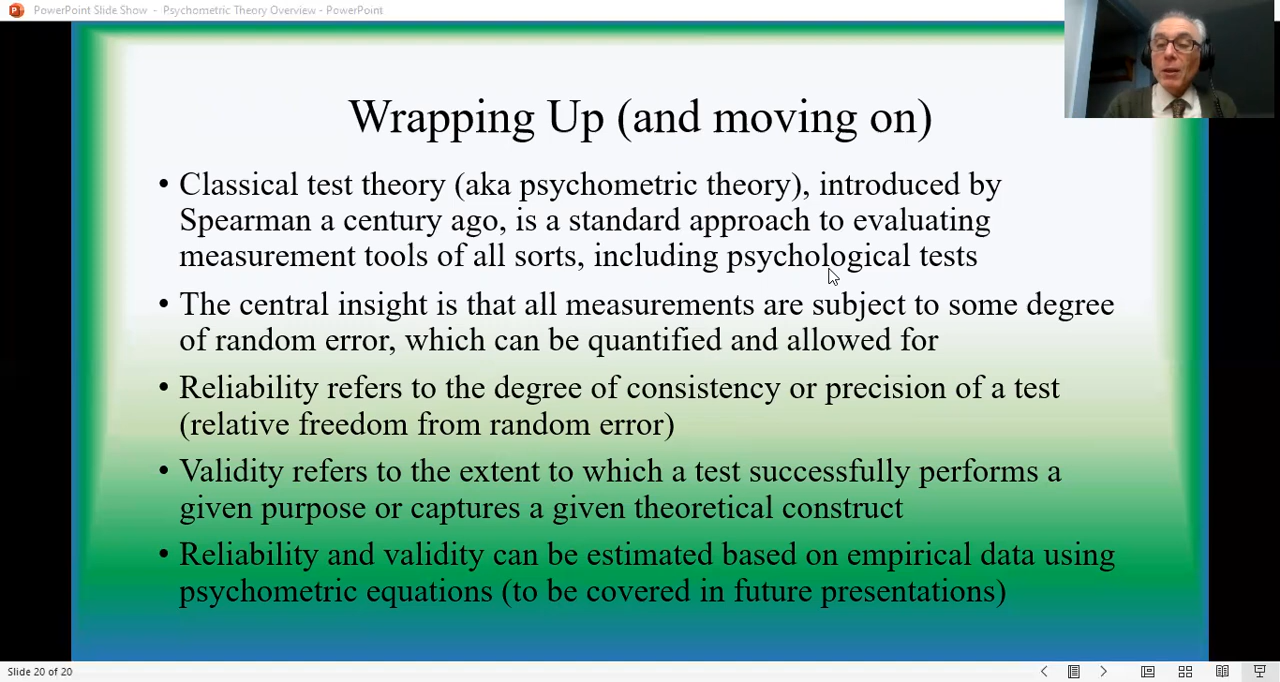 PowerPoint Slide Show - Psychometric Theory Overview - PowerPoint
Wrapping Up (and moving on)
• Classical test theory (aka psychometric theory), introduced by
Spearman a century ago, is a standard approach to evaluating
measurement tools of all sorts, including psychological tests
• The central insight is that all measurements are subject to some degree
of random error, which can be quantified and allowed for
• Reliability refers to the degree of consistency or precision of a test
(relative freedom from random error)
• Validity refers to the extent to which a test successfully performs a
given purpose or captures a given theoretical construct
• Reliability and validity can be estimated based on empirical data using
psychometric equations (to be covered in future presentations)
Slide 20 of 20